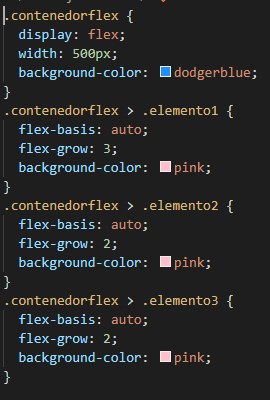 .contenedorflex {
display: flex;
width: 500px;
background-color: dodgerblue;
}
.contenedorflex > .elemento1 {
flex-basis: auto;
flex-grow: 3;
background-color: pink;
}
.contenedorflex > .elemento2 {
flex-basis: auto;
flex-grow: 2;
background-color: pink;
}
.contenedorflex > .elemento3 {
flex-basis: auto;
flex-grow: 2;
background-color: pink;
}